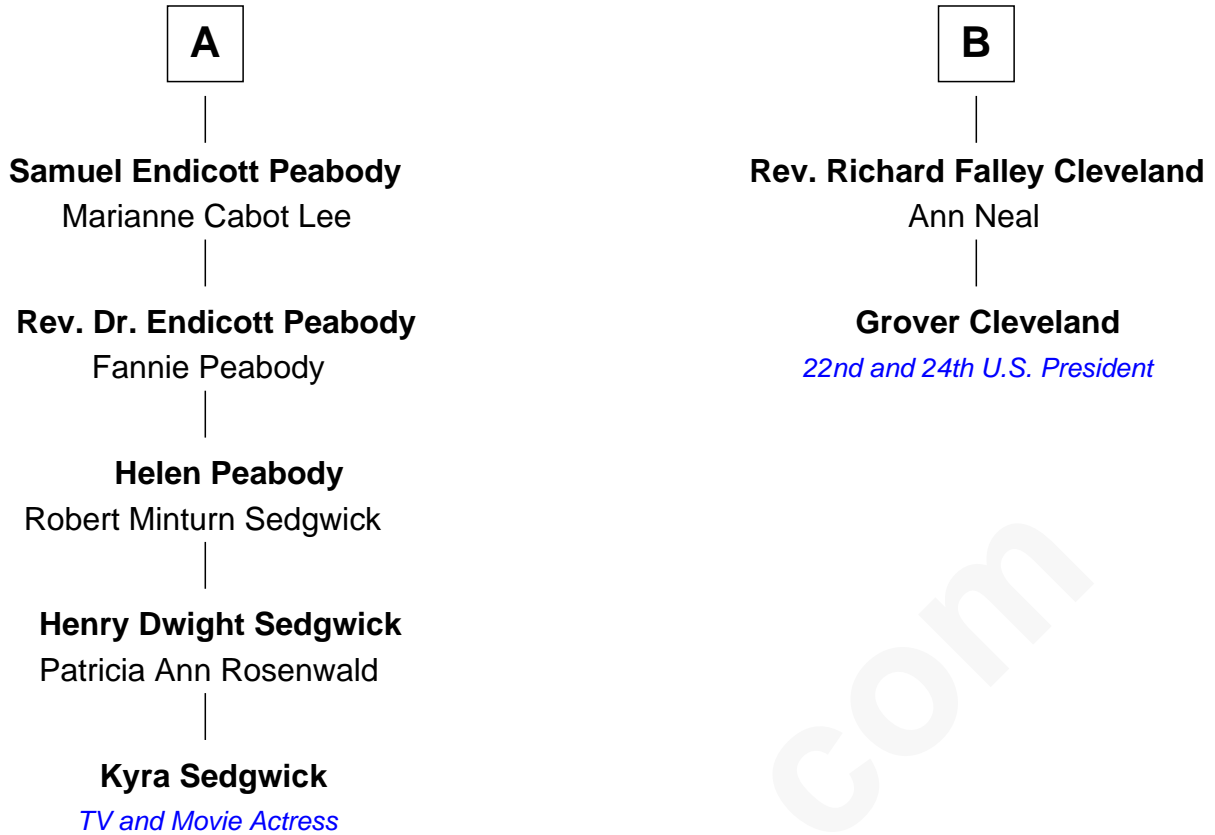 A
Samuel Endicott Peabody
Marianne Cabot Lee
Rev. Dr. Endicott Peabody
Fannie Peabody
Helen Peabody
Robert Minturn Sedgwick
Henry Dwight Sedgwick
Patricia Ann Rosenwald
Kyra Sedgwick
TV and Movie Actress
B
Rev. Richard Falley Cleveland
Ann Neal
Grover Cleveland
22nd and 24th U.S. President
com